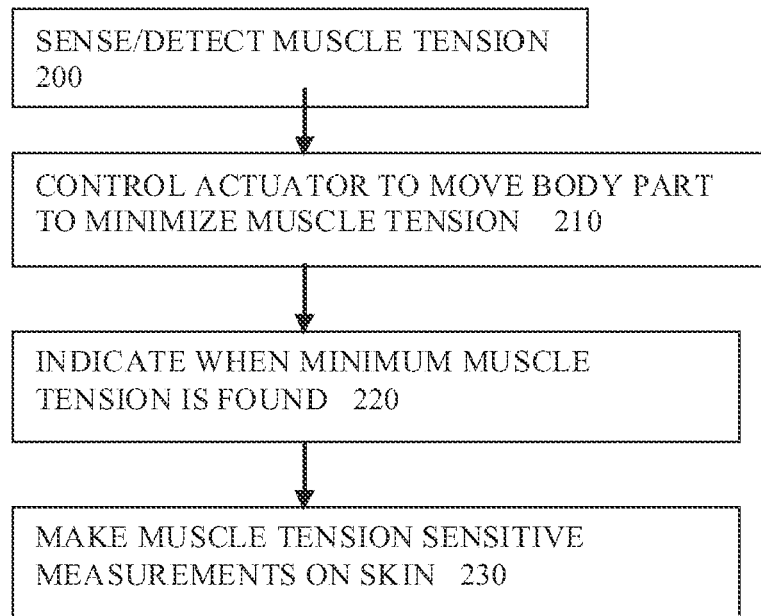 SENSE/DETECT MUSCLE TENSION
200
CONTROL ACTUATOR TO MOVE BODY PART
TO MINIMIZE MUSCLE TENSION 210
INDICATE WHEN MINIMUM MUSCLE
TENSION IS FOUND 220
MAKE MUSCLE TENSION SENSITIVE
MEASUREMENTS ON SKIN 230